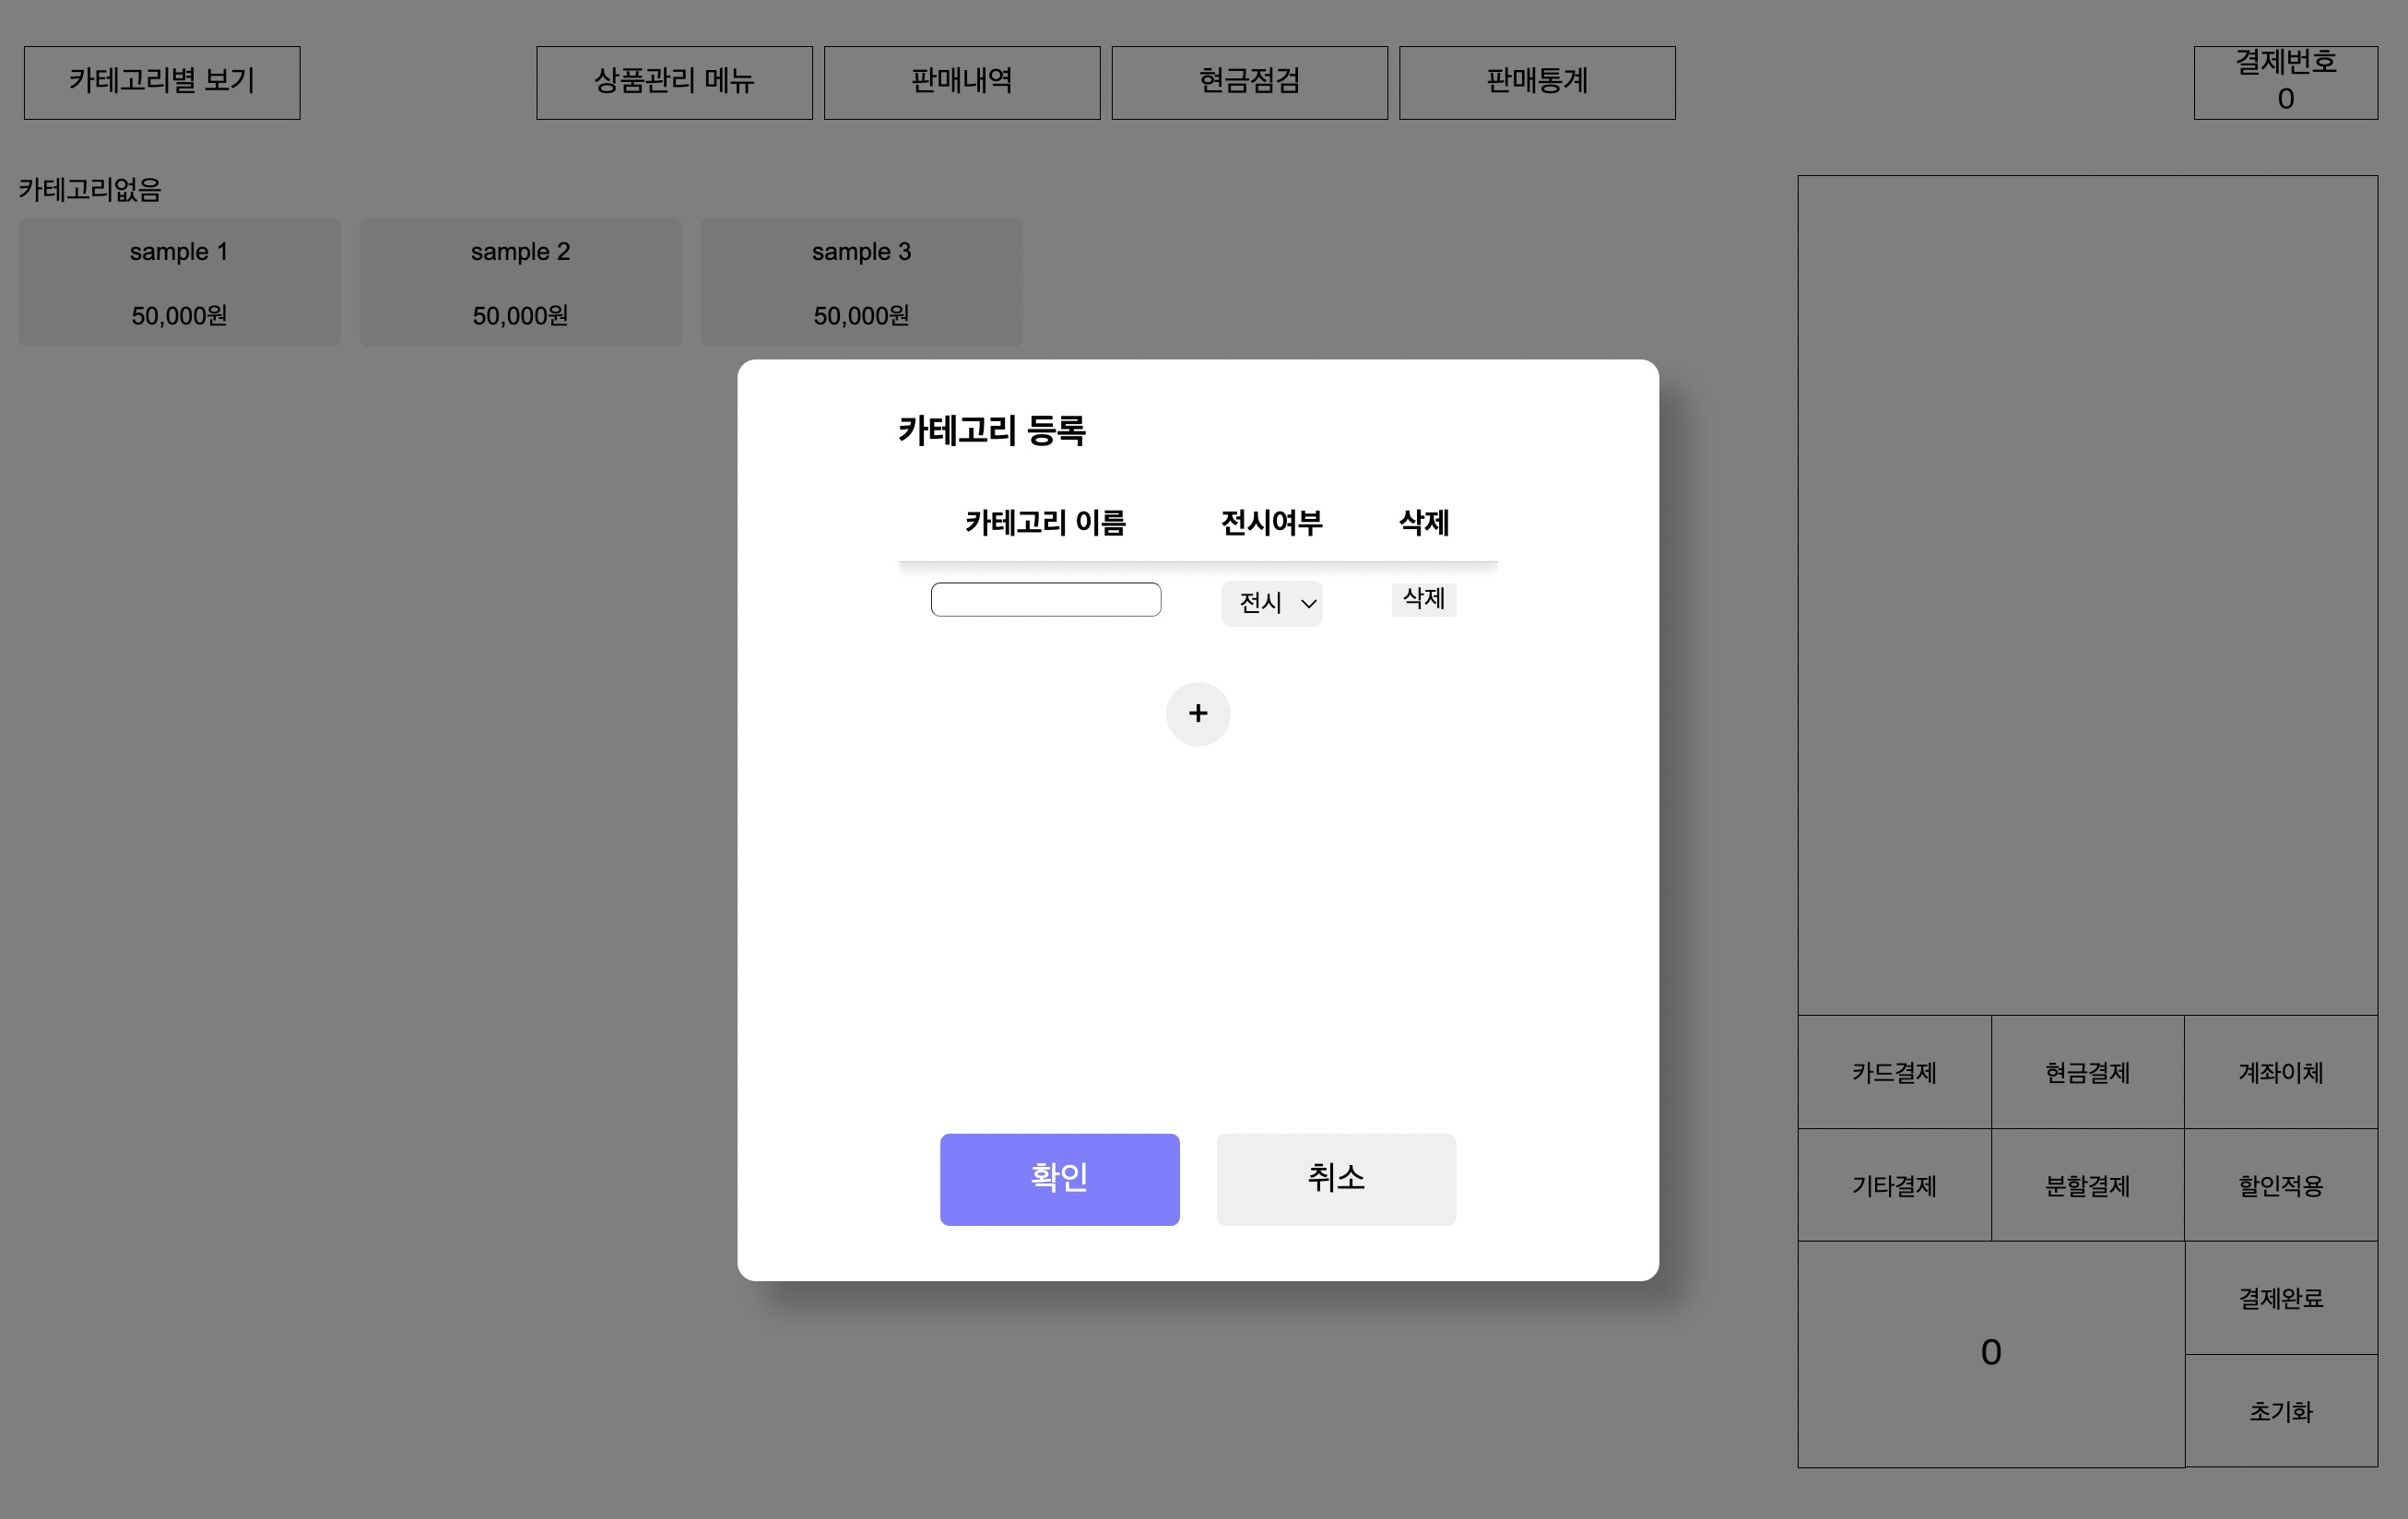 카테고리별 보기
상품관리 메뉴
판매내역
현금점검
판매통계
결제번호
0
카테고리없음
sample 1
50,000원
sample 2
50,000원
sample 3
50,000원
카테고리 등록
카테고리 이름 전시여부 삭제
전시 삭제
+
확인 취소
카드결제 현금결제 계좌이체
기타결제 분할결제 할인적용
0
결제완료
초기화